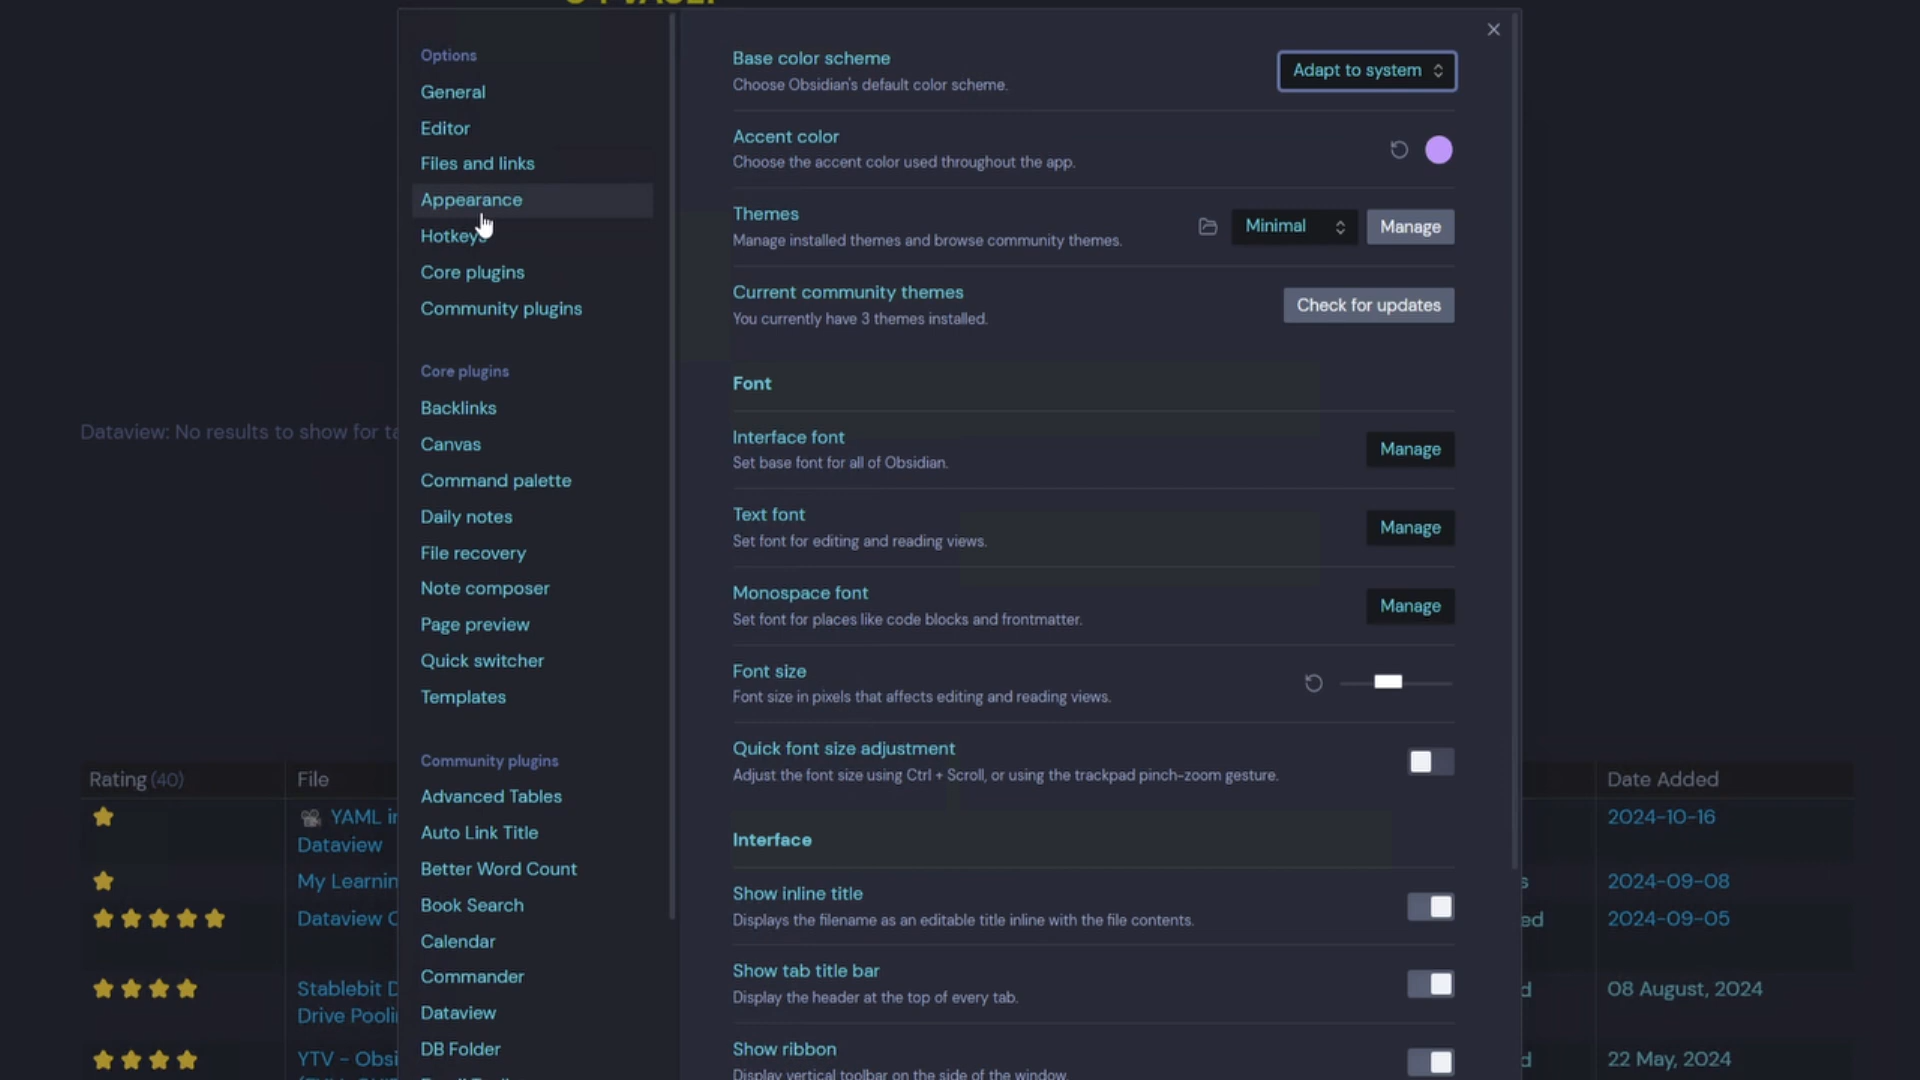 Options
General
Editor
Files and links
Appearance
Hotkeys
Core plugins
Community plugins
Core plugins
Backlinks
Canvas
Command palette
Daily notes
File recovery
Note composer
Page preview
Quick switcher
Templates
Community plugins
Advanced Tables
Auto Link Title
Better Word Count
Book Search
Calendar
Commander
Dataview
DB Folder
Base color scheme
Choose Obsidian's default color scheme.
Adapt to system
Accent color
Choose the accent color used throughout the app.
Themes
Manage installed themes and browse community themes.
Minimal
Manage
Current community themes
You currently have 3 themes installed.
Check for updates
Font
Interface font
Set base font for all of Obsidian.
Manage
Text font
Set font for editing and reading views.
Manage
Monospace font
Set font for places like code blocks and frontmatter.
Manage
Font size
Font size in pixels that affects editing and reading views.
Quick font size adjustment
Adjust the font size using Ctrl + Scroll, or using the trackpad pinch-zoom gesture.
Interface
Show inline title
Displays the filename as an editable title inline with the file contents.
Show tab title bar
Display the header at the top of every tab.
Show ribbon
Display vertical toolbar on the side of the window.
Dataview: No results to show for ta
Rating (40) File Date Added
YAML in
Dataview
2024-10-16
My Learnin
s
2024-09-08
Dataview
ed
2024-09-05
Stablebit D
Drive Poolin
d
08 August, 2024
YTV - Obsi
d
22 May, 2024